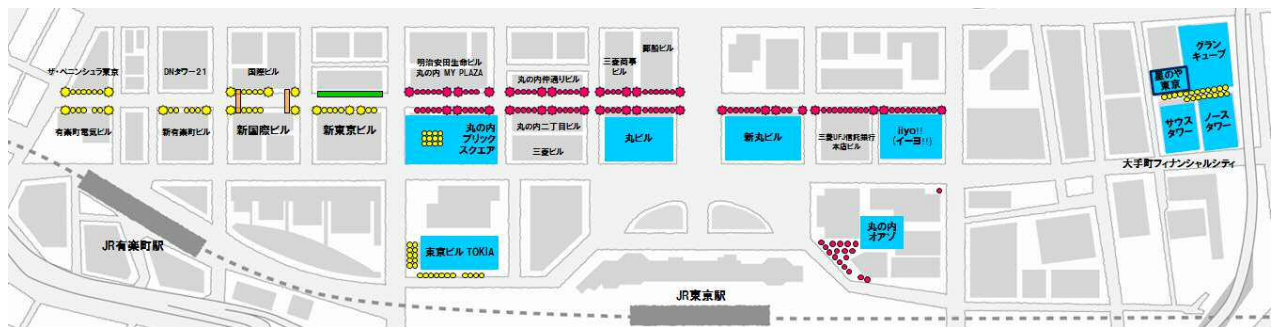 ザ・ペニンシュラ東京
DNタワー21
国際ビル
明治安田生命ビル
丸の内 MY PLAZA
丸の内仲通りビル
三菱商事
ビル
郵船ビル
グラン
キューブ
星のや
東京
有楽町電気ビル
新有楽町ビル
新国際ビル
新東京ビル
丸の内
ブリック
スクエア
丸の内二丁目ビル
三菱ビル
丸ビル
新丸ビル
三菱UFJ信託銀行
本店ビル
iiyo!!
(イーヨ!!)
サウス
タワー
ノース
タワー
大手町フィナンシャルシティ
JR有楽町駅
東京ビル TOKIA
丸の内
オアゾ
JR東京駅